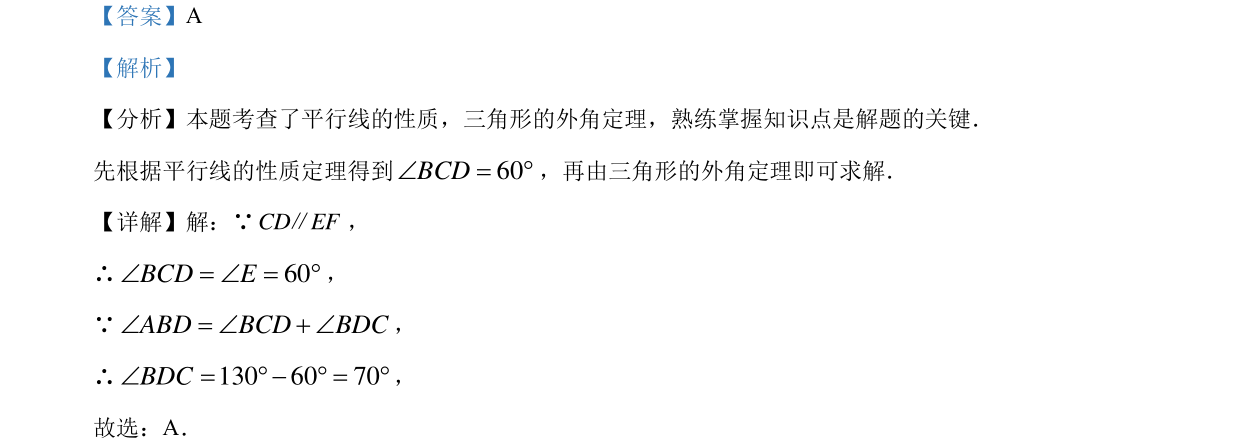 【答案】A
【解析】
【分析】本题考查了平行线的性质，三角形的外角定理，熟练掌握知识点是解题的关键．
先根据平行线的性质定理得到∠BCD = 60°，再由三角形的外角定理即可求解．
【详解】解：∵CD∥EF，
∴∠BCD = ∠E = 60°，
∵∠ABD = ∠BCD + ∠BDC，
∴∠BDC = 130° − 60° = 70°，
故选：A．